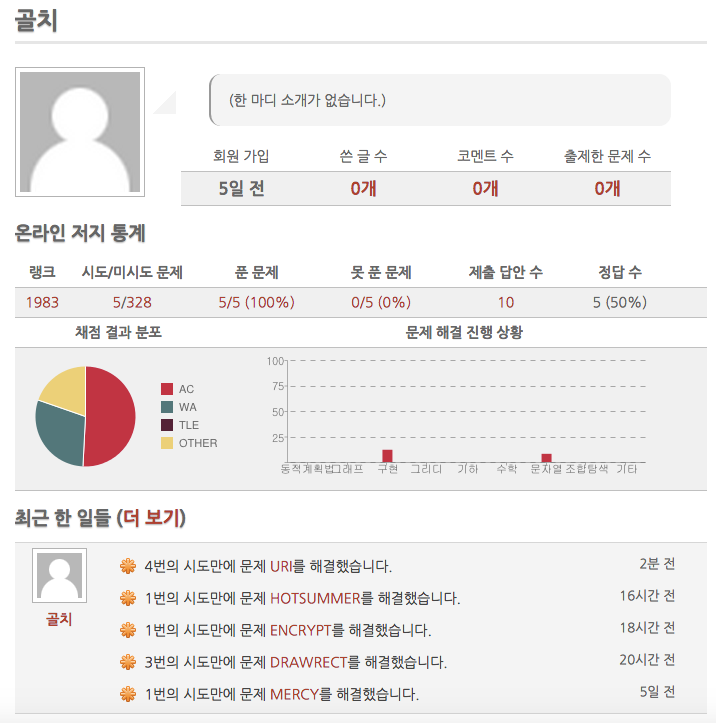 골치
(한 마디 소개가 없습니다.)
회원 가입 쓴 글 수 코멘트 수 출제한 문제 수
5일 전 0개 0개 0개
온라인 저지 통계
랭크 시도/미시도 문제 푼 문제 못 푼 문제 제출 답안 수 정답 수
1983 5/328 5/5 (100%) 0/5 (0%) 10 5 (50%)
채점 결과 분포 문제 해결 진행 상황
AC
WA
TLE
OTHER
100
75
50
25
동적계획법 그래프 구현 그리디 기하 수학 문자열 조합탐색 기타
최근 한 일들 (더 보기)
골치
4번의 시도만에 문제 URI를 해결했습니다. 2분 전
1번의 시도만에 문제 HOTSUMMER를 해결했습니다. 16시간 전
1번의 시도만에 문제 ENCRYPT를 해결했습니다. 18시간 전
3번의 시도만에 문제 DRAWRECT를 해결했습니다. 20시간 전
1번의 시도만에 문제 MERCY를 해결했습니다. 5일 전